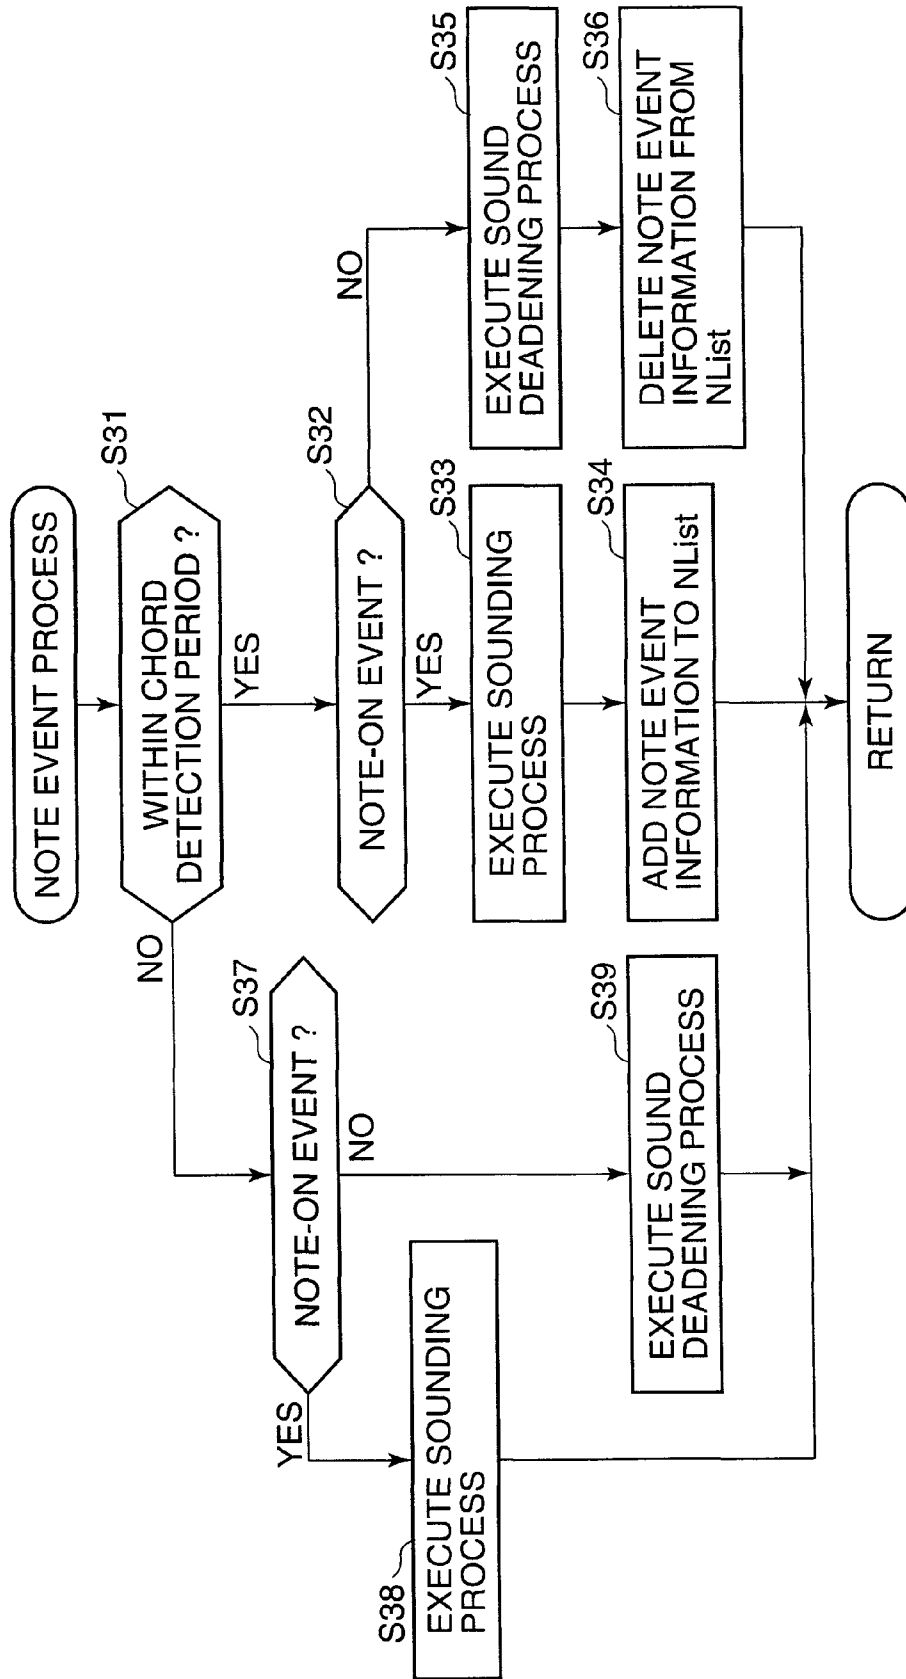 NOTE EVENT PROCESS
S31
WITHIN CHORD
DETECTION PERIOD ?
NO
YES
S32
NOTE-ON EVENT ?
NO
YES
S33
EXECUTE SOUNDING
PROCESS
S34
ADD NOTE EVENT
INFORMATION TO NList
S35
EXECUTE SOUND
DEADENING PROCESS
S36
DELETE NOTE EVENT
INFORMATION FROM
NList
S37
NOTE-ON EVENT ?
YES
NO
S38
EXECUTE SOUNDING
PROCESS
S39
EXECUTE SOUND
DEADENING PROCESS
RETURN